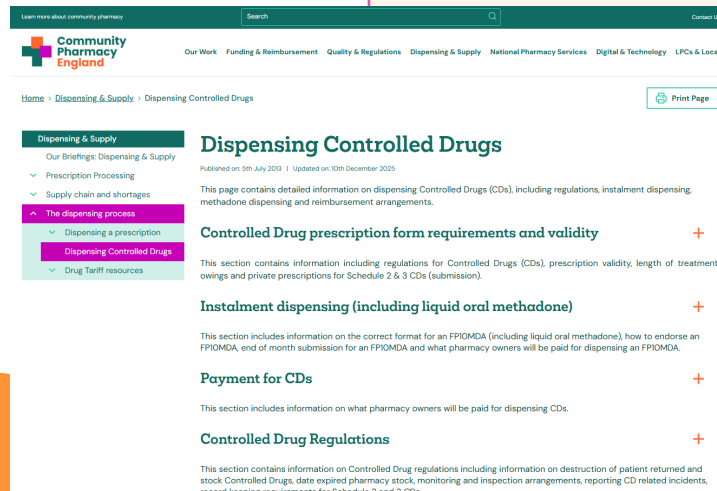 Learn more about community pharmacy
Search
Contact U
Community
Pharmacy
England
Our Work Funding & Reimbursement Quality & Regulations Dispensing & Supply National Pharmacy Services Digital & Technology LPCs & Loca
Home > Dispensing & Supply > Dispensing Controlled Drugs
Print Page
Dispensing & Supply
Our Briefings: Dispensing & Supply
Prescription Processing
Supply chain and shortages
The dispensing process
Dispensing a prescription
Dispensing Controlled Drugs
Drug Tariff resources
Dispensing Controlled Drugs
Published on: 5th July 2013 | Updated on: 10th December 2025
This page contains detailed information on dispensing Controlled Drugs (CDs), including regulations, instalment dispensing,
methadone dispensing and reimbursement arrangements.
Controlled Drug prescription form requirements and validity
This section contains information including regulations for Controlled Drugs (CDs), prescription validity, length of treatment
owings and private prescriptions for Schedule 2 & 3 CDs (submission).
Instalment dispensing (including liquid oral methadone)
This section includes information on the correct format for an FP10MDA (including liquid oral methadone), how to endorse an
FP10MDA, end of month submission for an FP10MDA and what pharmacy owners will be paid for dispensing an FP10MDA.
Payment for CDs
This section includes information on what pharmacy owners will be paid for dispensing CDs.
Controlled Drug Regulations
This section contains information on Controlled Drug regulations including information on destruction of patient returned and
stock Controlled Drugs, date expired pharmacy stock, monitoring and inspection arrangements, reporting CD related incidents,
record keeping requirements for Schedule 2 and 3 CDs